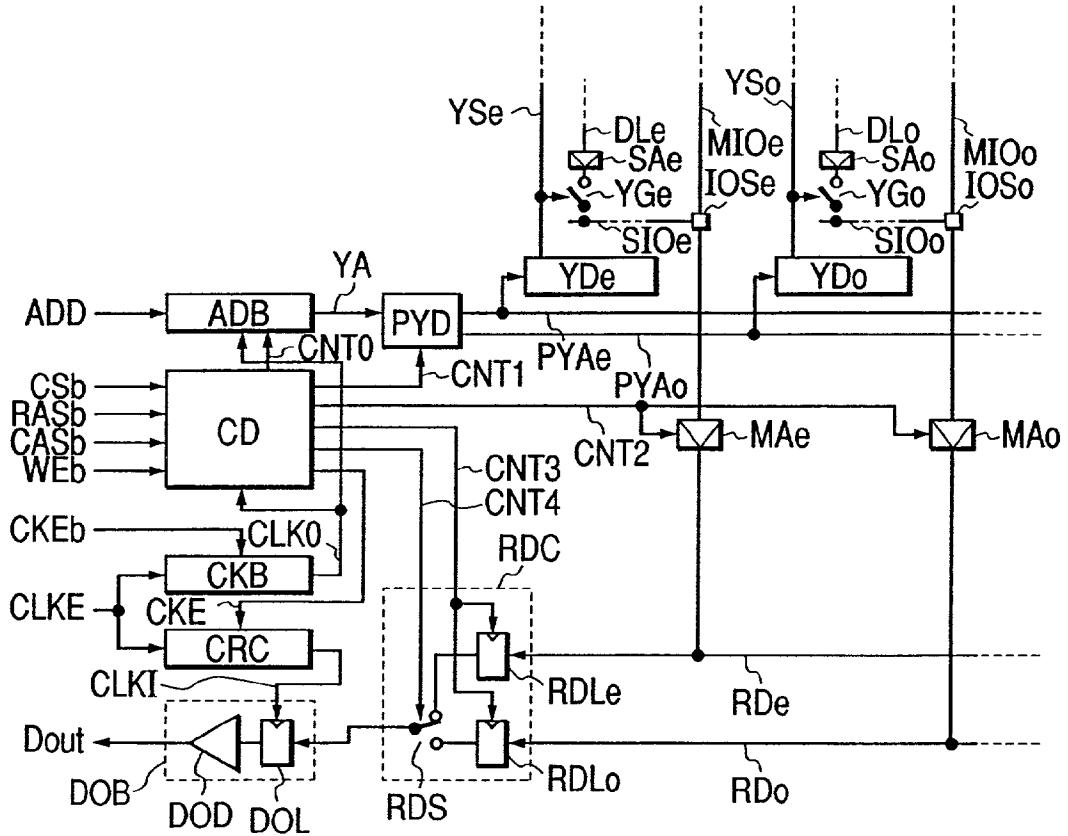 YSe
DLe
SAe
MIOe
YGe
IOSe
SIOe
YSo
DLo
SAo
MIOo
YGo
IOSo
SIOo
YDe
YDo
ADD
ADB
YA
PYD
PYAe
PYAo
CNT0
CNT1
CSb
RASb
CASb
WEb
CD
CNT2
MAe
MAo
CNT3
CNT4
CKEb
CLK0
CKB
CLKE
CKE
CRC
CLKI
RDC
RDLe
RDe
Dout
DOB
DOD
DOL
RDS
RDLo
RDo